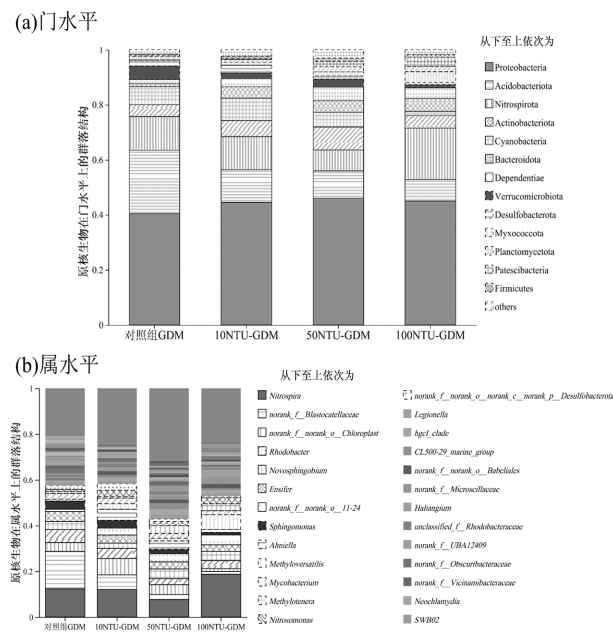 (a)门水平
从下至上依次为
原核生物在门水平上的群落结构
1
0.8
0.6
0.4
0.2
0
对照组GDM
10NTU-GDM
50NTU-GDM
100NTU-GDM
Proteobacteria
Acidobacteriota
Nitrospirota
Actinobacteriota
Cyanobacteria
Bacteroidota
Dependentiae
Verrucomicrobiota
Desulfobacterota
Myxococcota
Planctomycetota
Patescibacteria
Firmicutes
others
(b)属水平
从下至上依次为
原核生物在属水平上的群落结构
1
0.8
0.6
0.4
0.2
0
对照组GDM
10NTU-GDM
50NTU-GDM
100NTU-GDM
Nitrospira
norank_f__Blastocatellaceae
norank_f__norank_o__Chloroplast
Rhodobacter
Novosphingobium
Ensifer
norank_f__norank_o__11-24
Sphingomonas
Ahniella
Methyloversatilis
Mycobacterium
Methylotenera
Nitrosomonas
norank_f__norank_o__norank_c__norank_p__Desulfobacterota
Legionella
hgcI_clade
CL500-29_marine_group
norank_f__norank_o__Babeliales
norank_f__Microscillaceae
Haliangium
unclassified_f__Rhodobacteraceae
norank_f__UBA12409
norank_f__Obscuribacteraceae
norank_f__Vicinamibacteraceae
Neochlamydia
SWB02